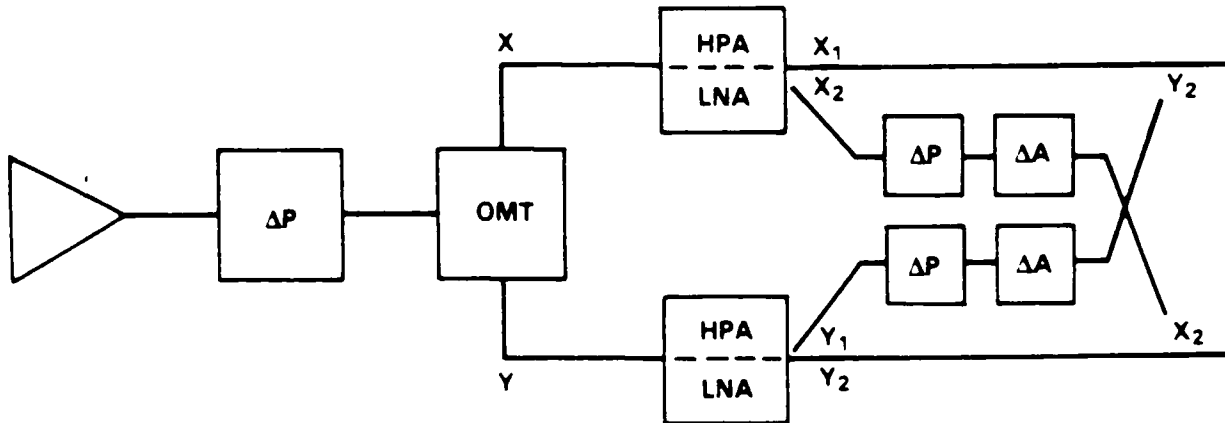 X
HPA
LNA
X₁
X₂
Y₂
ΔP
ΔA
ΔP
OMT
ΔP
ΔA
Y
HPA
LNA
Y₁
Y₂
X₂